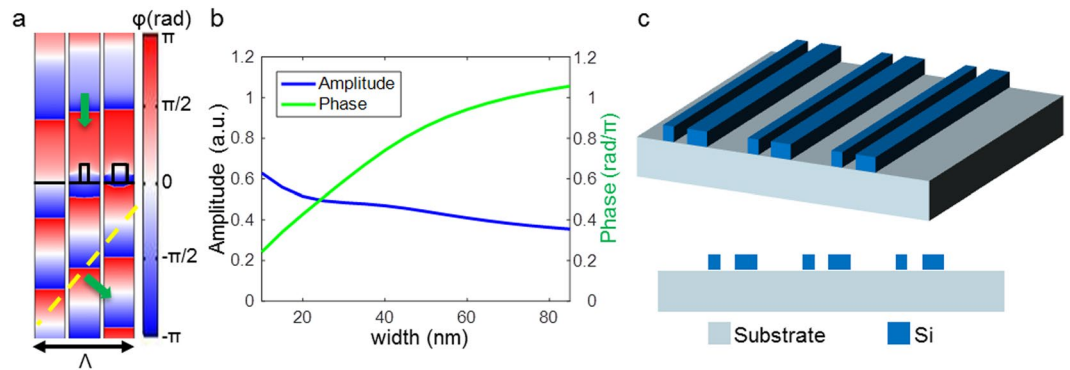 a
φ(rad)
π
π/2
0
-π/2
-π
Λ
b
Amplitude
Phase
1.2
1
0.8
0.6
0.4
0.2
0
Amplitude (a.u.)
20
40
60
80
width (nm)
1.2
1
0.8
0.6
0.4
0.2
0
Phase (rad/π)
c
Substrate
Si